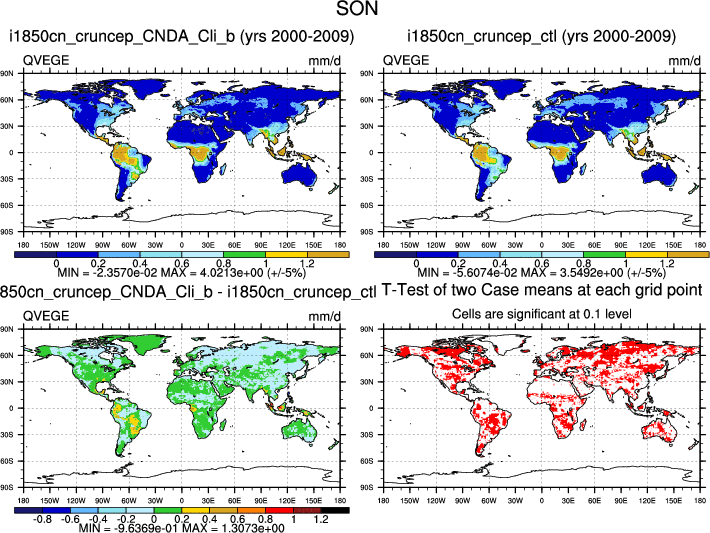 SON
i1850cn_cruncep_CNDA_Cli_b (yrs 2000-2009)
i1850cn_cruncep_ctl (yrs 2000-2009)
QVEGE mm/d
QVEGE mm/d
90N
60N
30N
0
30S
60S
90S
180 150W 120W 90W 60W 30W 0 30E 60E 90E 120E 150E 180
90N
60N
30N
0
30S
60S
90S
180 150W 120W 90W 60W 30W 0 30E 60E 90E 120E 150E 180
0 0.2 0.4 0.6 0.8 1 1.2
0 0.2 0.4 0.6 0.8 1 1.2
MIN = -2.3570e-02 MAX = 4.0213e+00 (+/-5%)
MIN = -5.6074e-02 MAX = 3.5492e+00 (+/-5%)
850cn_cruncep_CNDA_Cli_b - i1850cn_cruncep_ctl
T-Test of two Case means at each grid point
QVEGE mm/d
Cells are significant at 0.1 level
90N
60N
30N
0
30S
60S
90S
180 150W 120W 90W 60W 30W 0 30E 60E 90E 120E 150E 180
90N
60N
30N
0
30S
60S
90S
180 150W 120W 90W 60W 30W 0 30E 60E 90E 120E 150E 180
-0.8 -0.6 -0.4 -0.2 0 0.2 0.4 0.6 0.8 1 1.2
MIN = -9.6369e-01 MAX = 1.3073e+00